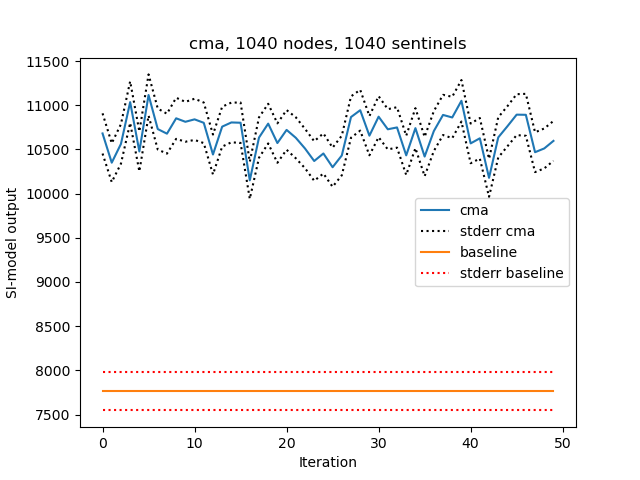 cma, 1040 nodes, 1040 sentinels
SI-model output
11500
11000
10500
10000
9500
9000
8500
8000
7500
cma
stderr cma
baseline
stderr baseline
0
10
20
30
40
50
Iteration